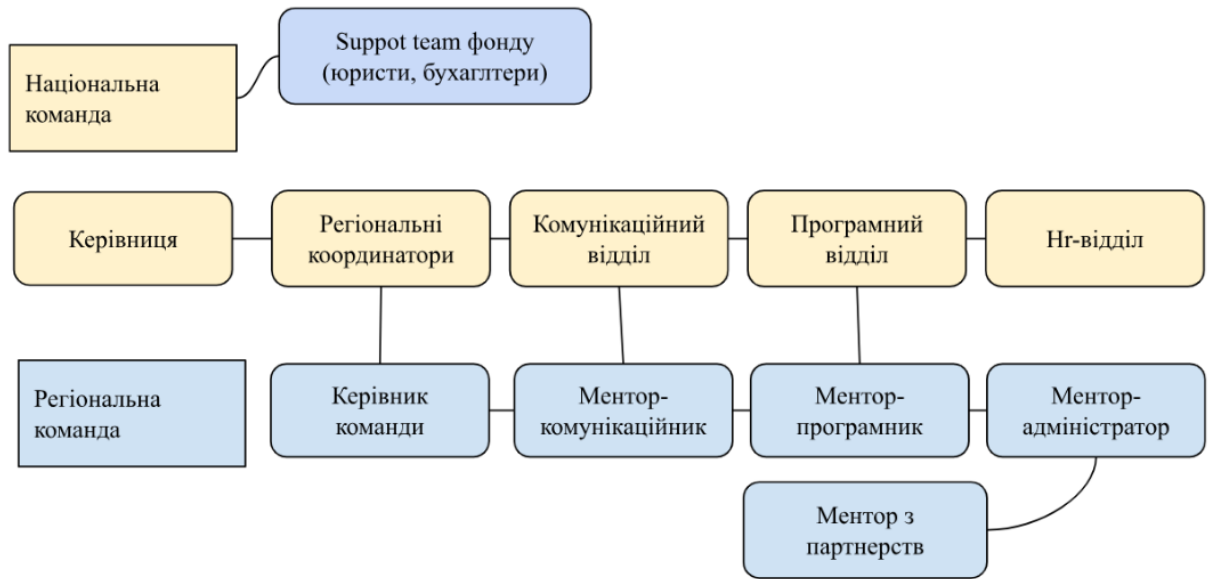 Suppot team фонду
(юристи, бухаглтери)
Національна
команда
Керівниця
Регіональні
координатори
Комунікаційний
відділ
Програмний
відділ
Hr-відділ
Регіональна
команда
Керівник
команди
Ментор-
комунікаційник
Ментор-
програмник
Ментор-
адміністратор
Ментор з
партнерств